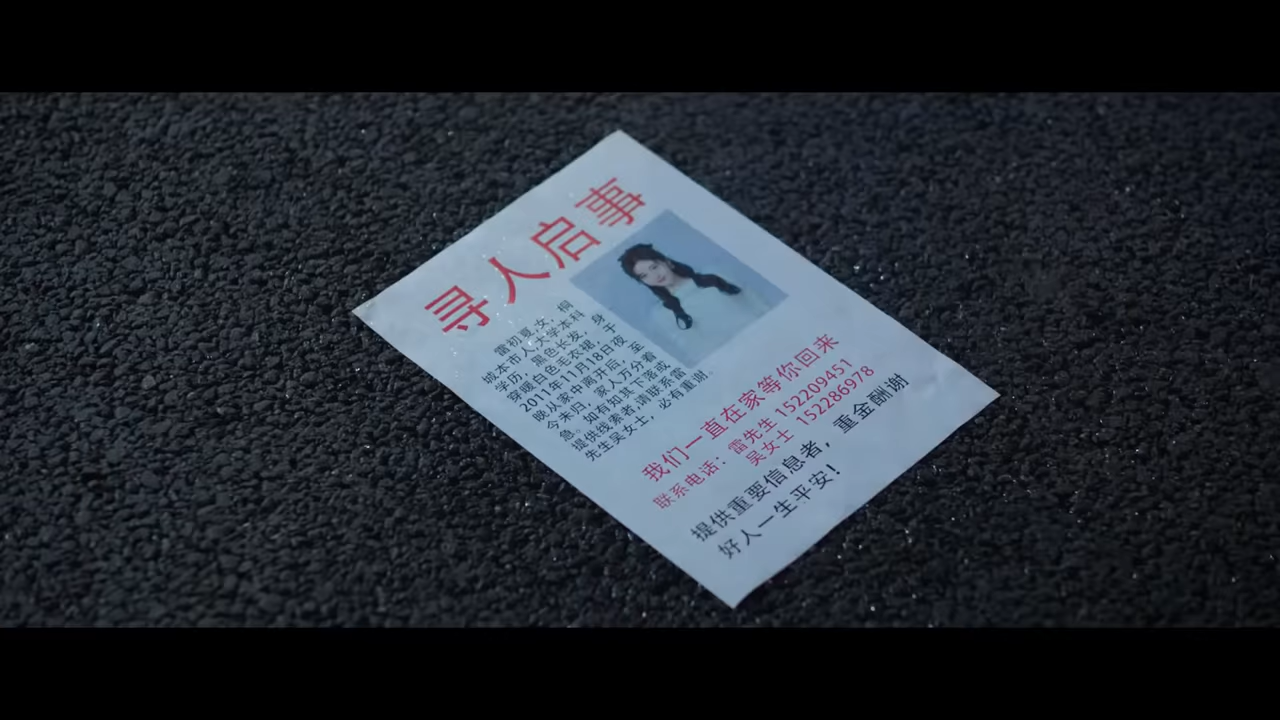 寻人启事
雷初夏,女，桐
城本市人,大学本科
学历，黑色长发，身
穿暖白色毛衣裙，于
2011年11月18日夜
晚从家中离开后，至
今未归，家人万分着
急。如有知其下落或
提供线索者,请联系雷
先生吴女士，必有重谢。
我们一直在家等你回来
联系电话：雷先生 152209451
吴女士 152286978
提供重要信息者，重金酬谢
好人一生平安！